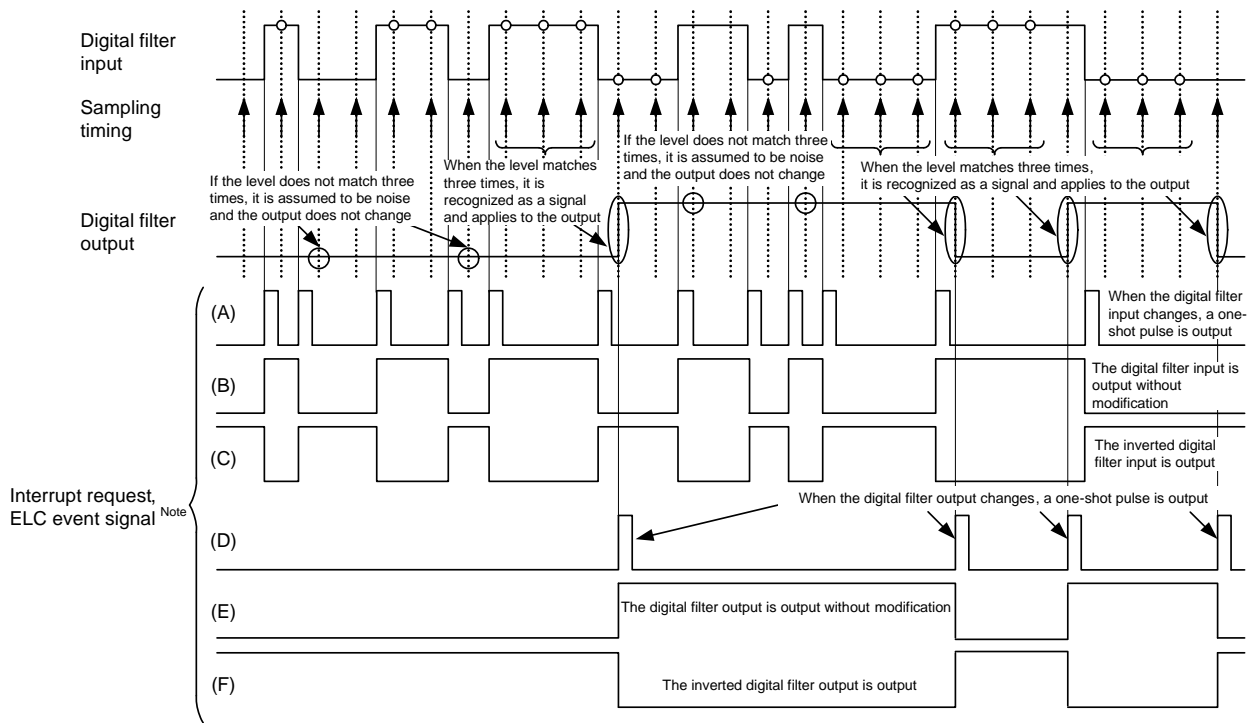 Digital filter
input
Sampling
timing
If the level does not match three
times, it is assumed to be noise
and the output does not change
When the level matches
three times, it is
recognized as a signal
and applies to the output
If the level does not match three
times, it is assumed to be noise
and the output does not change
When the level matches three times,
it is recognized as a signal and applies to the output
Digital filter
output
(A)
When the digital filter
input changes, a one-
shot pulse is output
(B)
The digital filter input is
output without
modification
(C)
The inverted digital
filter input is output
Interrupt request,
ELC event signal Note
When the digital filter output changes, a one-shot pulse is output
(D)
(E)
The digital filter output is output without modification
(F)
The inverted digital filter output is output